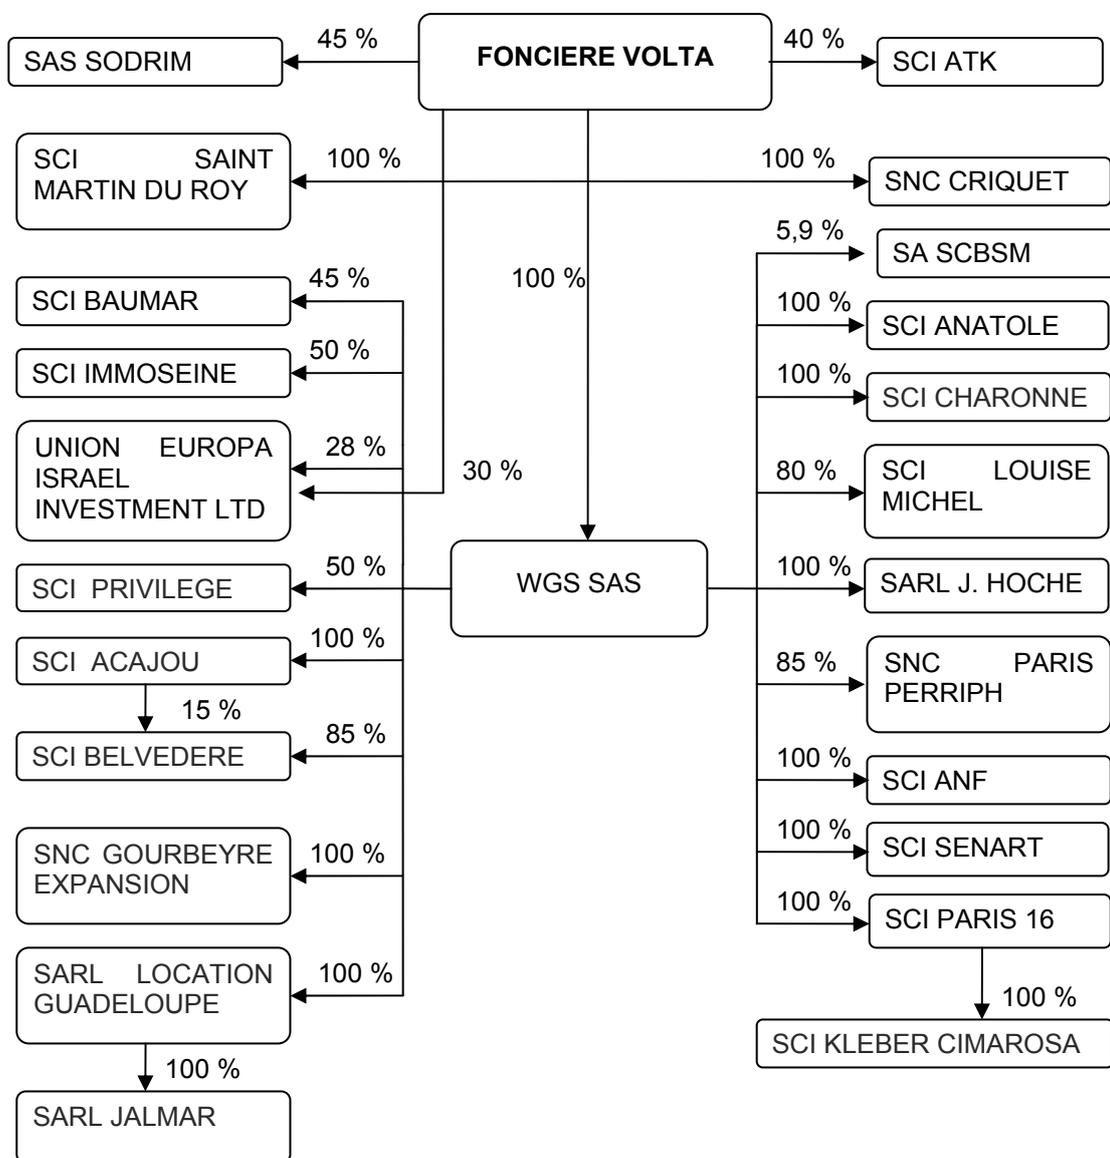 45 %
FONCIERE VOLTA
40 %
SAS SODRIM
SCI ATK
SCI SAINT
MARTIN DU ROY
100 %
100 %
SNC CRIQUET
5,9 %
SA SCBSM
100 %
45 %
SCI BAUMAR
100 %
SCI ANATOLE
50 %
SCI IMMOSEINE
100 %
SCI CHARONNE
UNION EUROPA
ISRAEL
INVESTMENT LTD
28 %
30 %
80 %
SCI LOUISE
MICHEL
50 %
SCI PRIVILEGE
WGS SAS
100 %
SARL J. HOCHE
100 %
SCI ACAJOU
85 %
SNC PARIS
PERRIPH
15 %
85 %
SCI BELVEDERE
100 %
SCI ANF
SNC GOURBEYRE
EXPANSION
100 %
100 %
SCI SENART
100 %
SCI PARIS 16
SARL LOCATION
GUADELOUPE
100 %
100 %
SCI KLEBER CIMAROSA
100 %
SARL JALMAR